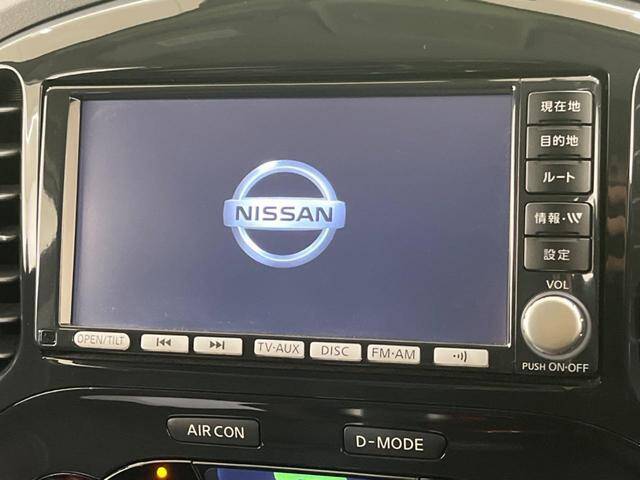 NISSAN
現在地
目的地
ルート
情報・VV
設定
VOL
PUSH ON·OFF
OPEN/TILT
TV·AUX
DISC
FM·AM
AIR CON
D-MODE